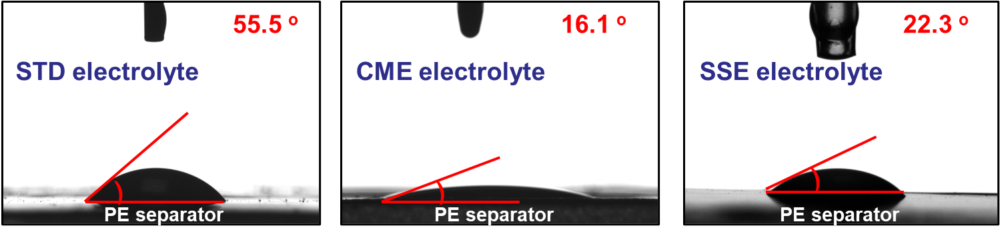 55.5 o
STD electrolyte
PE separator
16.1 o
CME electrolyte
PE separator
22.3 o
SSE electrolyte
PE separator